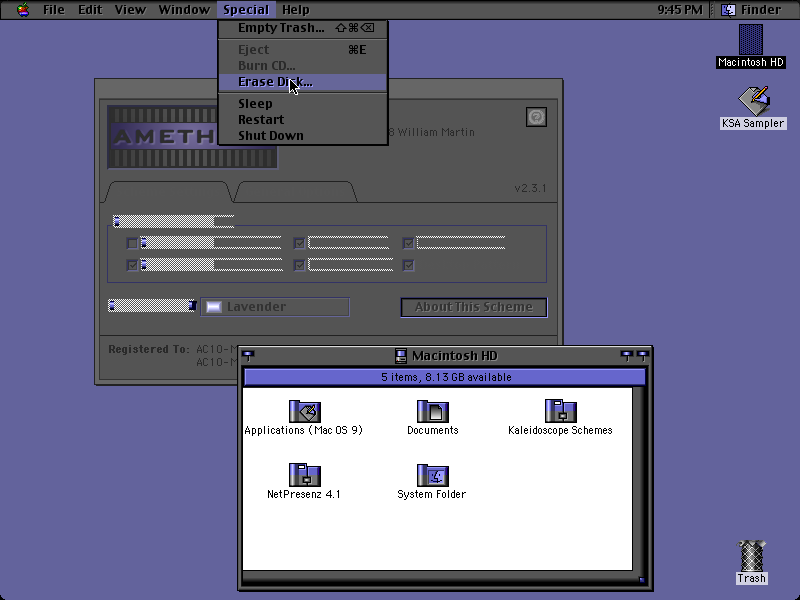 File Edit View Window Special Help 9:45 PM Finder
Empty Trash...
Eject ⌘E
Burn CD...
Erase Disk...
Sleep
Restart
Shut Down
Macintosh HD
KSA Sampler
AMETH
8 William Martin
v2.3.1
Lavender
About This Scheme
Registered To: AC10-M
AC10-M
Macintosh HD
5 items, 8.13 GB available
Applications (Mac OS 9)
Documents
Kaleidoscope Schemes
NetPresenz 4.1
System Folder
Trash